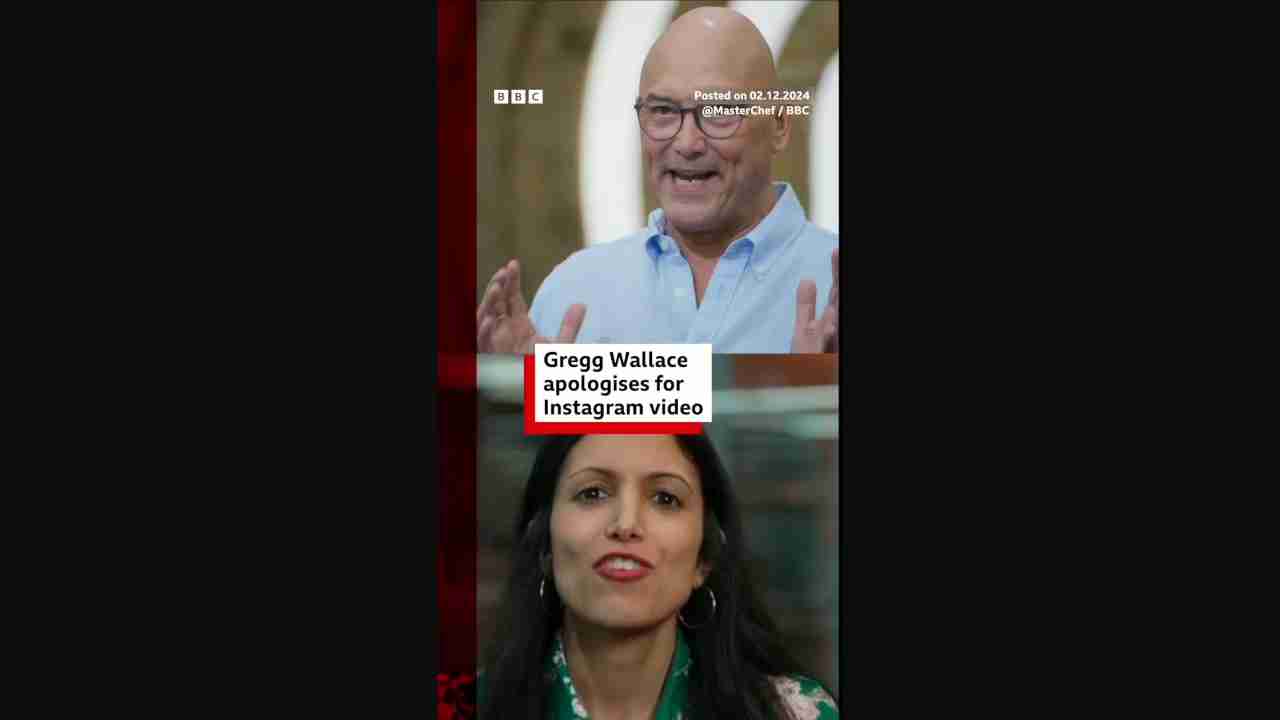 BBC
Posted on 02.12.2024
@MasterChef / BBC
Gregg Wallace
apologises for
Instagram video